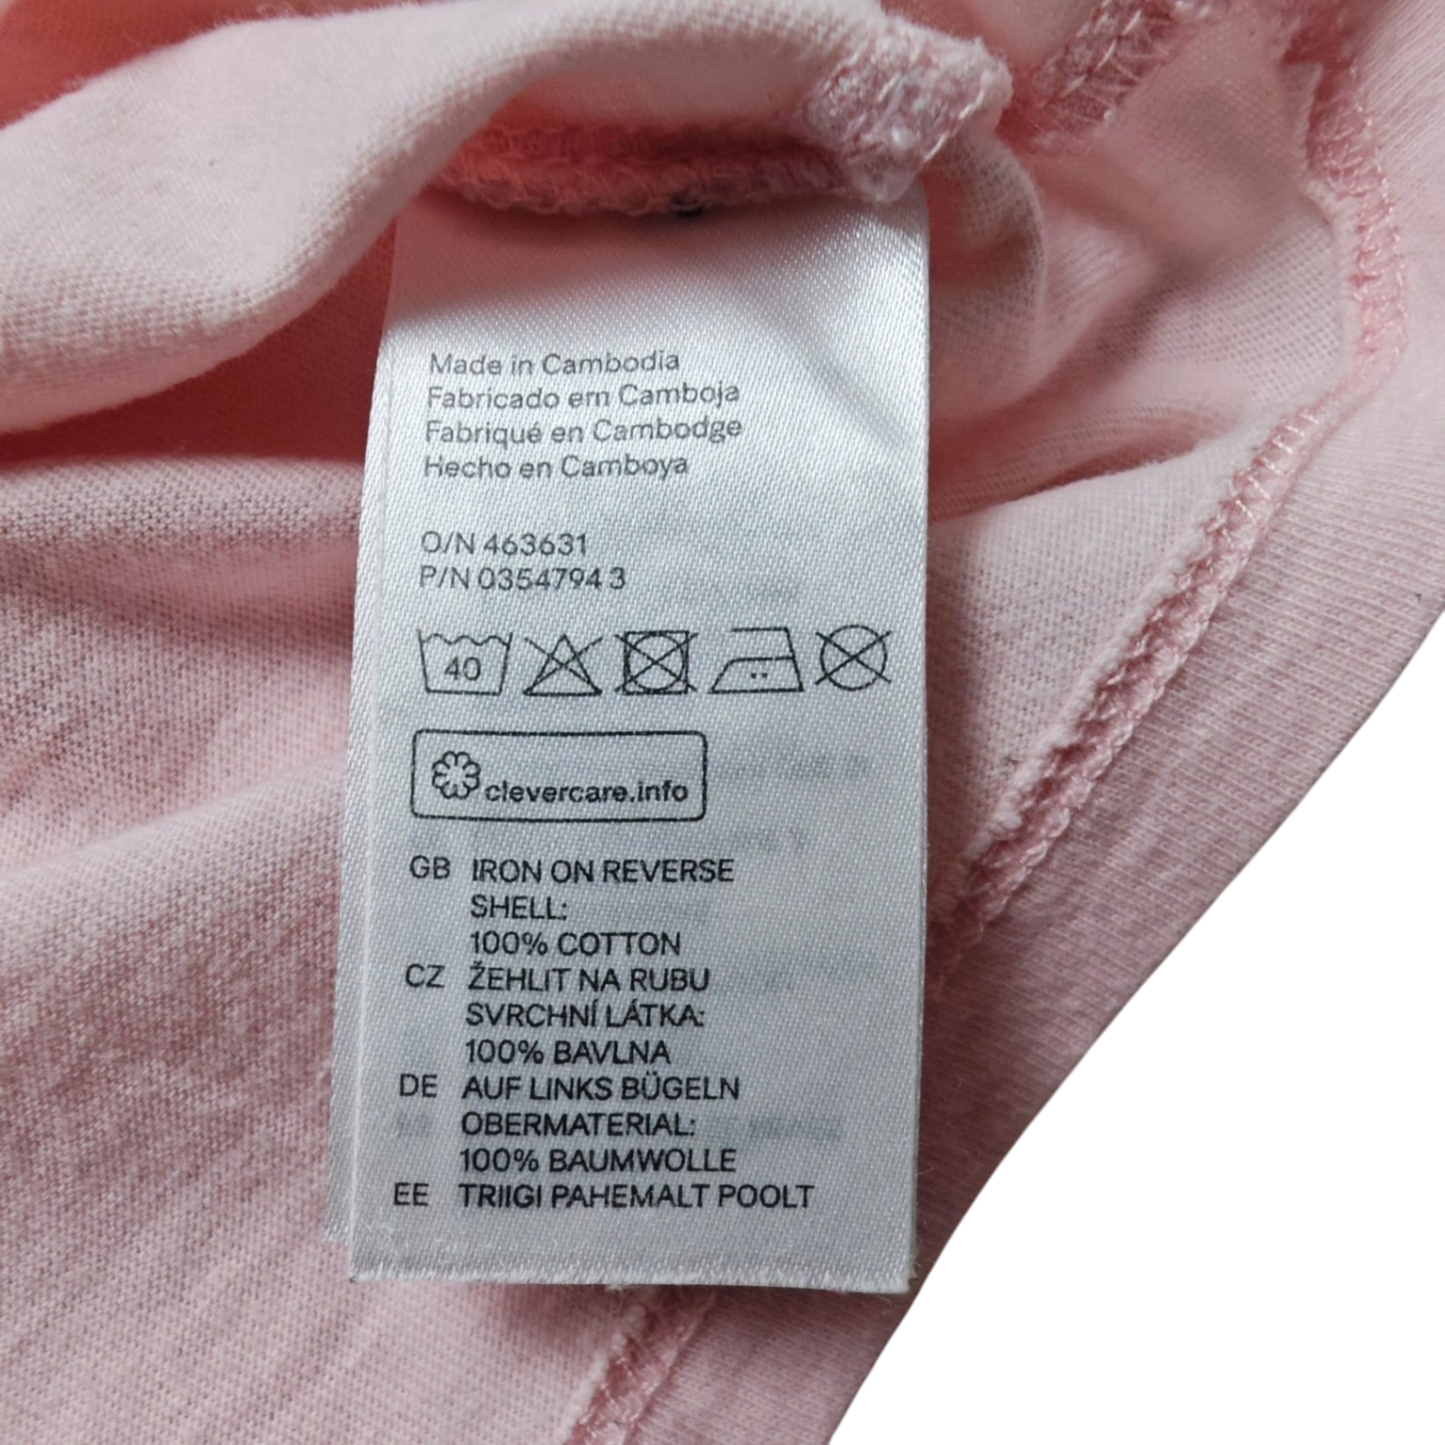 Made in Cambodia
Fabricado em Camboja
Fabriqué en Cambodge
Hecho en Camboya
O/N 463631
P/N 0354794 3
40
clevercare.info
GB IRON ON REVERSE
SHELL:
100% COTTON
CZ ŽEHLIT NA RUBU
SVRCHNÍ LÁTKA:
100% BAVLNA
DE AUF LINKS BÜGELN
OBERMATERIAL:
100% BAUMWOLLE
EE TRIIGI PAHEMALT POOLT